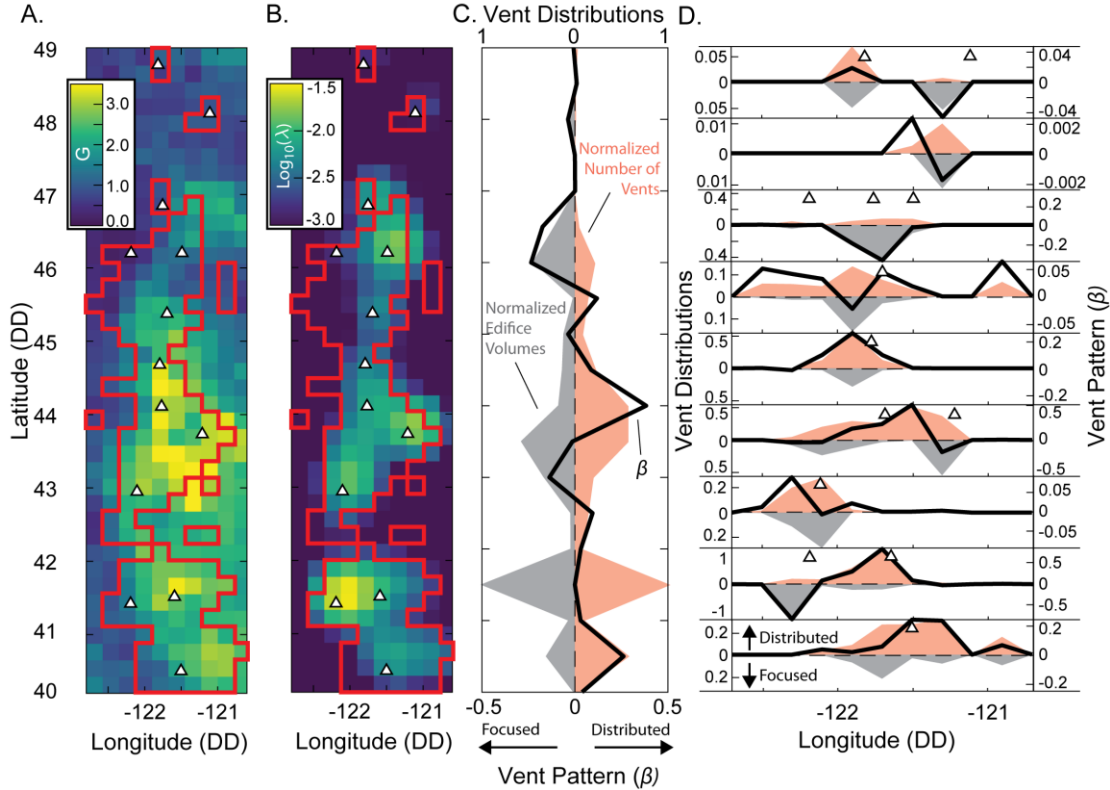 A.
B.
C.
D.
Vent Distributions
1 0 1
49
48
47
46
45
44
43
42
41
40
Latitude (DD)
G
3.0
2.0
1.0
0.0
Log10(λ)
-1.5
-2.0
-2.5
-3.0
-122 -121
Longitude (DD)
-122 -121
Longitude (DD)
Normalized
Number of
Vents
Normalized
Edifice
Volumes
β
-0.5 0 0.5
Focused Distributed
Vent Pattern (β)
Vent Distributions
0.05 0.04
0 0
0.05 -0.04
0.01 0.002
0 0
0.01 -0.002
0.4 0.2
0 0
0.4 -0.2
0.1 0.05
0 0
0.1 -0.05
0.5 0.2
0 0
0.5 -0.2
0.5 0.5
0 0
0.5 -0.5
0.2 0.05
0 0
0.2 -0.05
1 0.5
0 0
-1 -0.5
0.2 Distributed 0.2
0 0
Focused -0.2
Vent Pattern (β)
-122 -121
Longitude (DD)